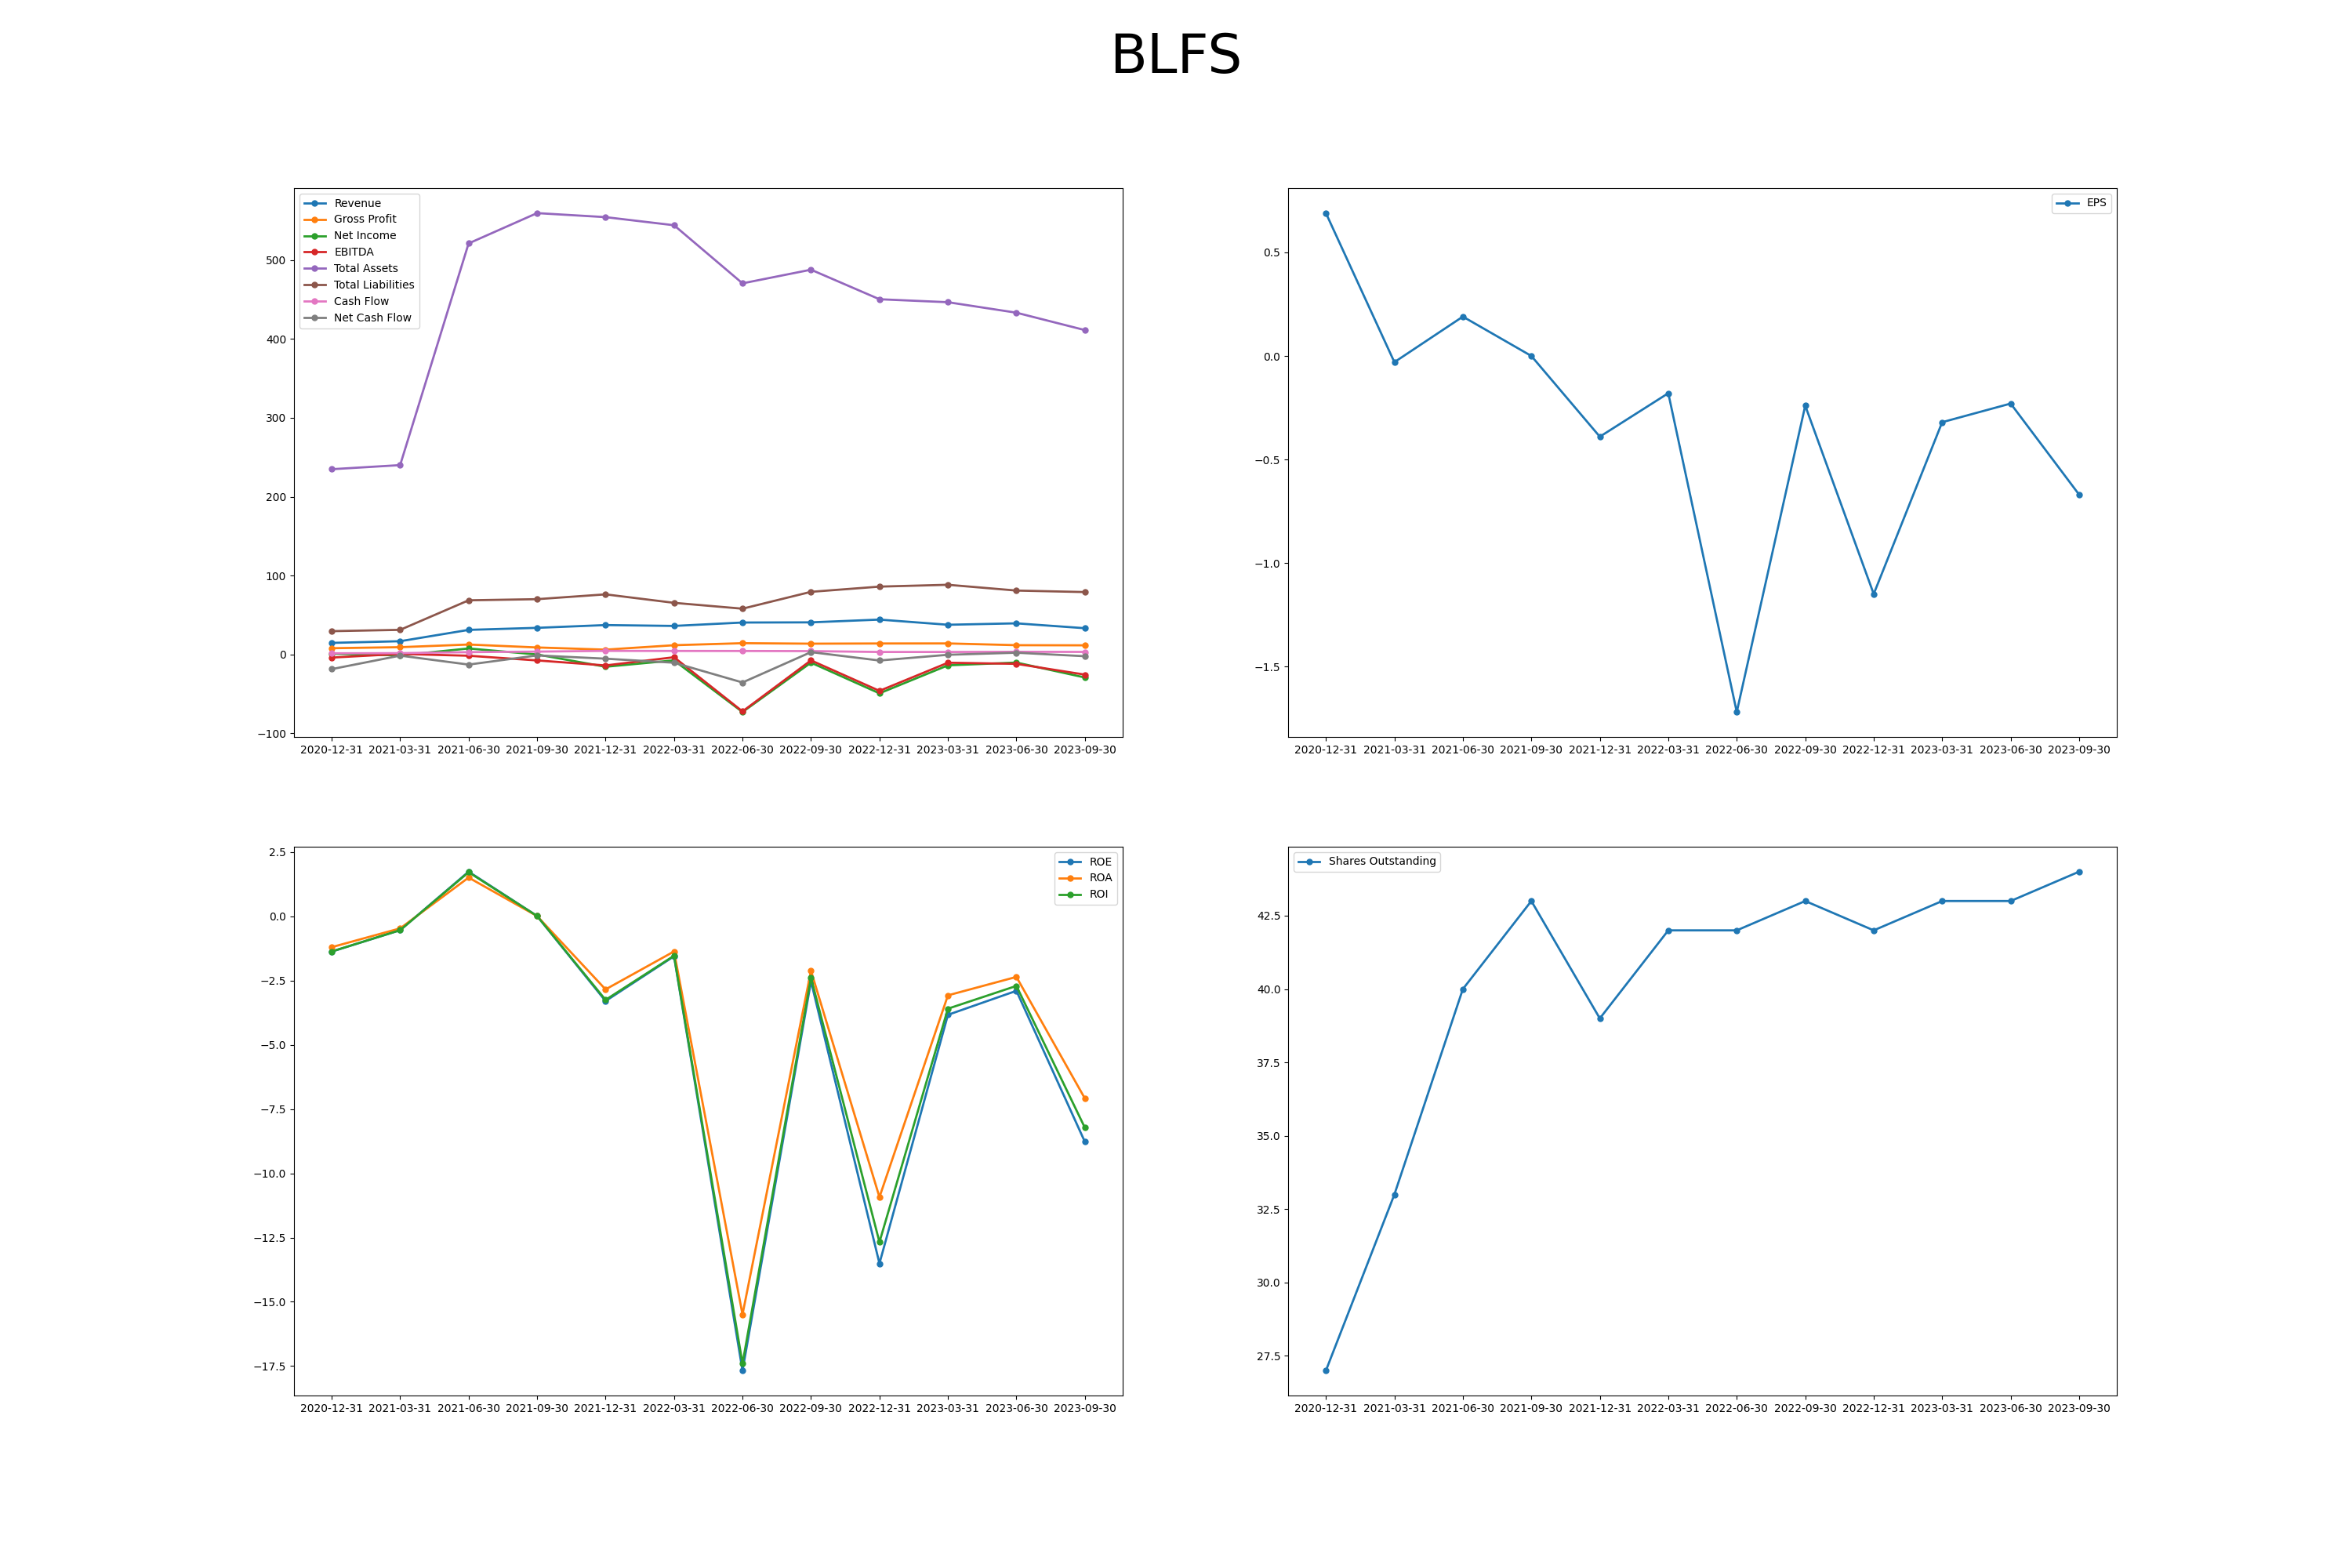 BLFS
Revenue
Gross Profit
Net Income
EBITDA
Total Assets
Total Liabilities
Cash Flow
Net Cash Flow
500
400
300
200
100
0
−100
2020-12-31 2021-03-31 2021-06-30 2021-09-30 2021-12-31 2022-03-31 2022-06-30 2022-09-30 2022-12-31 2023-03-31 2023-06-30 2023-09-30
EPS
0.5
0.0
−0.5
−1.0
−1.5
2020-12-31 2021-03-31 2021-06-30 2021-09-30 2021-12-31 2022-03-31 2022-06-30 2022-09-30 2022-12-31 2023-03-31 2023-06-30 2023-09-30
ROE
ROA
ROI
2.5
0.0
−2.5
−5.0
−7.5
−10.0
−12.5
−15.0
−17.5
2020-12-31 2021-03-31 2021-06-30 2021-09-30 2021-12-31 2022-03-31 2022-06-30 2022-09-30 2022-12-31 2023-03-31 2023-06-30 2023-09-30
Shares Outstanding
42.5
40.0
37.5
35.0
32.5
30.0
27.5
2020-12-31 2021-03-31 2021-06-30 2021-09-30 2021-12-31 2022-03-31 2022-06-30 2022-09-30 2022-12-31 2023-03-31 2023-06-30 2023-09-30